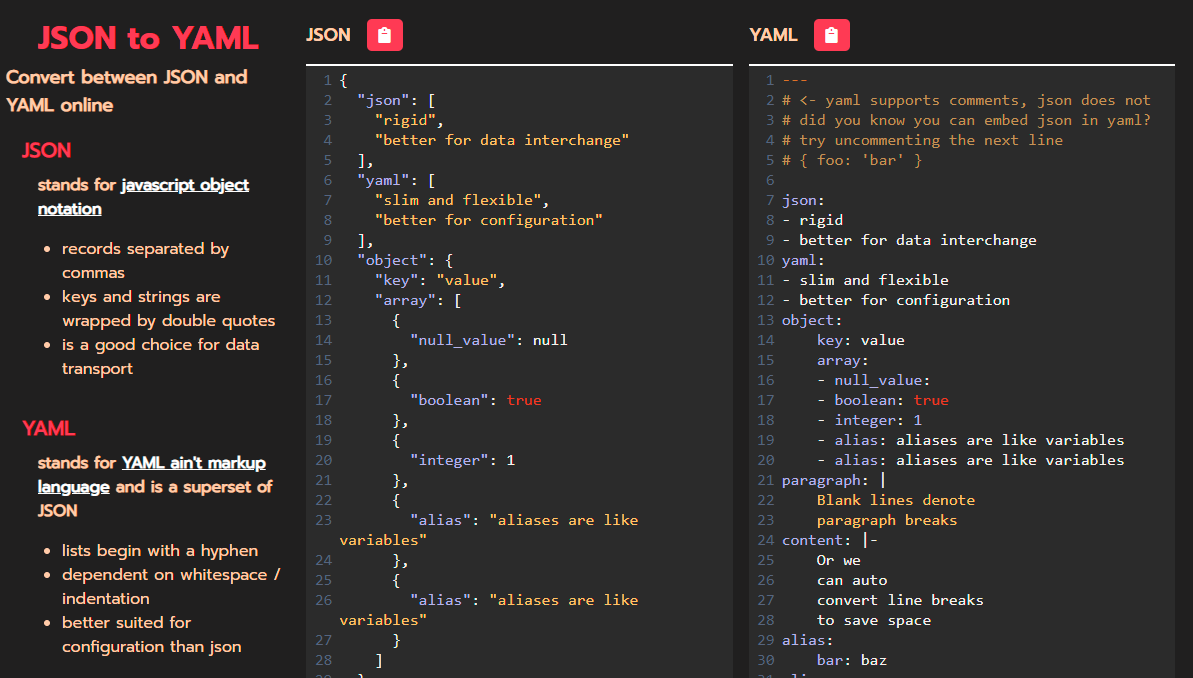 JSON to YAML
Convert between JSON and
YAML online
JSON
stands for javascript object
notation
records separated by
commas
keys and strings are
wrapped by double quotes
is a good choice for data
transport
YAML
stands for YAML ain't markup
language and is a superset of
JSON
lists begin with a hyphen
dependent on whitespace /
indentation
better suited for
configuration than json
JSON
1 {
2   "json": [
3     "rigid",
4     "better for data interchange"
5   ],
6   "yaml": [
7     "slim and flexible",
8     "better for configuration"
9   ],
10   "object": {
11     "key": "value",
12     "array": [
13       {
14         "null_value": null
15       },
16       {
17         "boolean": true
18       },
19       {
20         "integer": 1
21       },
22       {
23         "alias": "aliases are like
variables"
24       },
25       {
26         "alias": "aliases are like
variables"
27       }
28     ]
YAML
1 ---
2 # <- yaml supports comments, json does not
3 # did you know you can embed json in yaml?
4 # try uncommenting the next line
5 # { foo: 'bar' }
6
7 json:
8 - rigid
9 - better for data interchange
10 yaml:
11 - slim and flexible
12 - better for configuration
13 object:
14     key: value
15     array:
16     - null_value:
17     - boolean: true
18     - integer: 1
19     - alias: aliases are like variables
20     - alias: aliases are like variables
21 paragraph: |
22     Blank lines denote
23     paragraph breaks
24 content: |-
25     Or we
26     can auto
27     convert line breaks
28     to save space
29 alias:
30     bar: baz